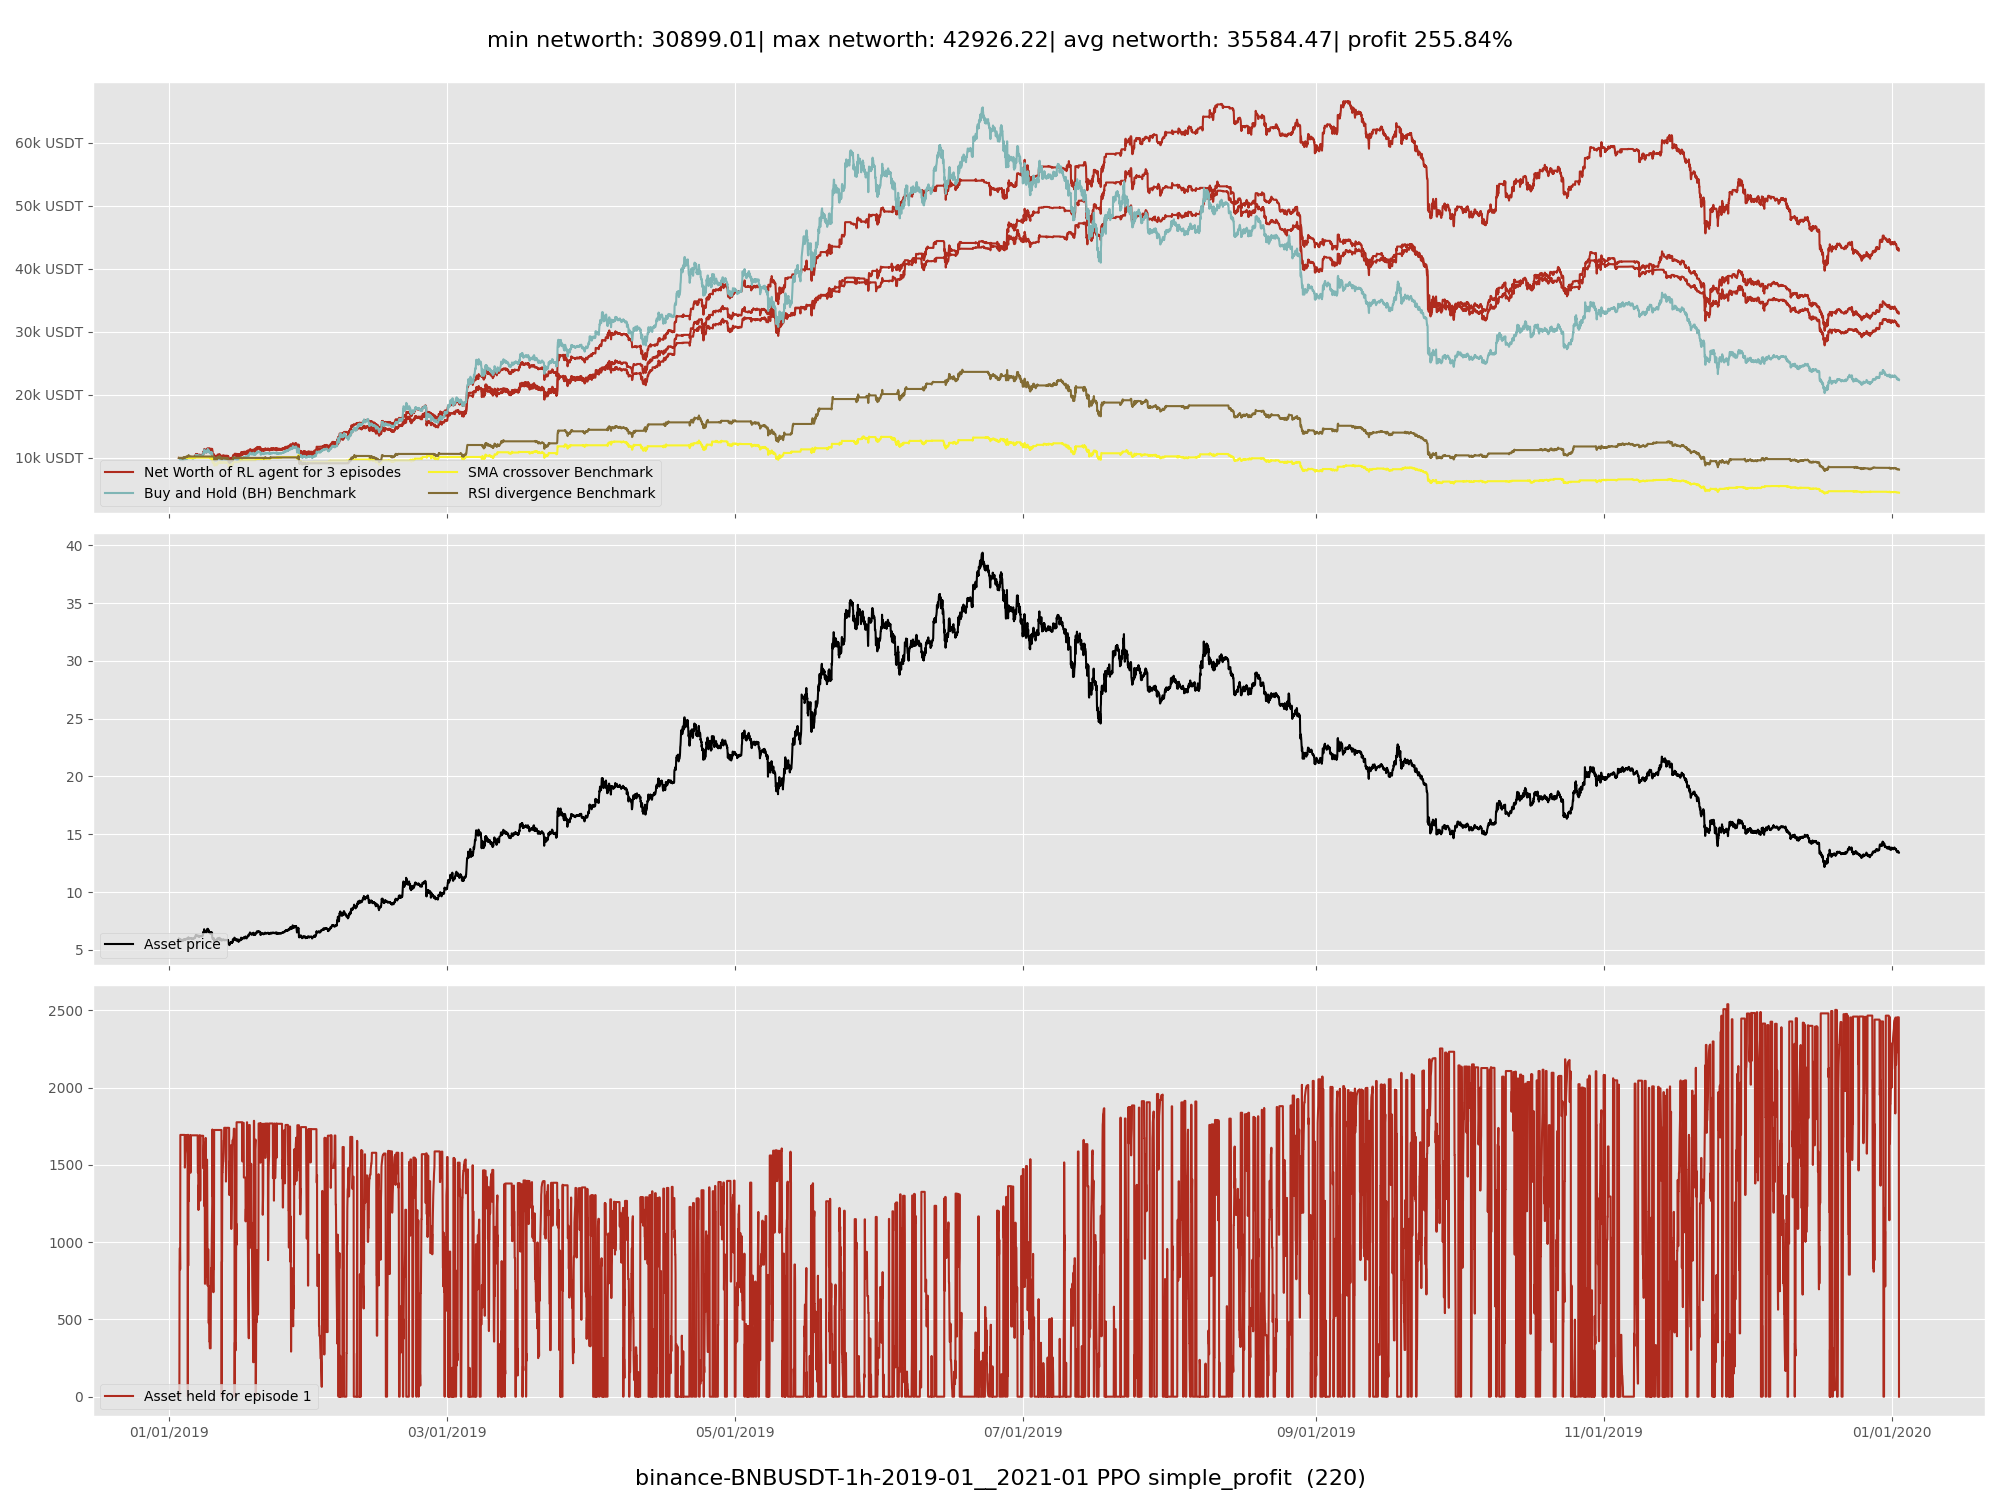 min networth: 30899.01| max networth: 42926.22| avg networth: 35584.47| profit 255.84%
60k USDT
50k USDT
40k USDT
30k USDT
20k USDT
10k USDT
Net Worth of RL agent for 3 episodes
Buy and Hold (BH) Benchmark
SMA crossover Benchmark
RSI divergence Benchmark
40
35
30
25
20
15
10
5
Asset price
2500
2000
1500
1000
500
0
Asset held for episode 1
01/01/2019 03/01/2019 05/01/2019 07/01/2019 09/01/2019 11/01/2019 01/01/2020
binance-BNBUSDT-1h-2019-01__2021-01 PPO simple_profit (220)